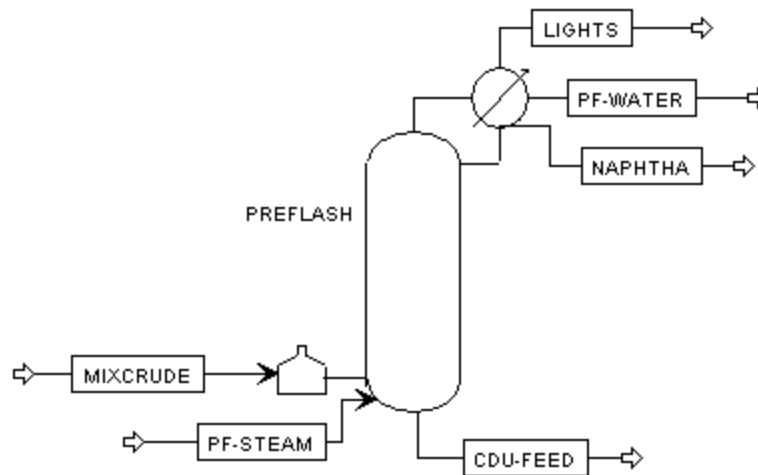 LIGHTS
PF-WATER
NAPHTHA
PREFLASH
MIXCRUDE
PF-STEAM
CDU-FEED